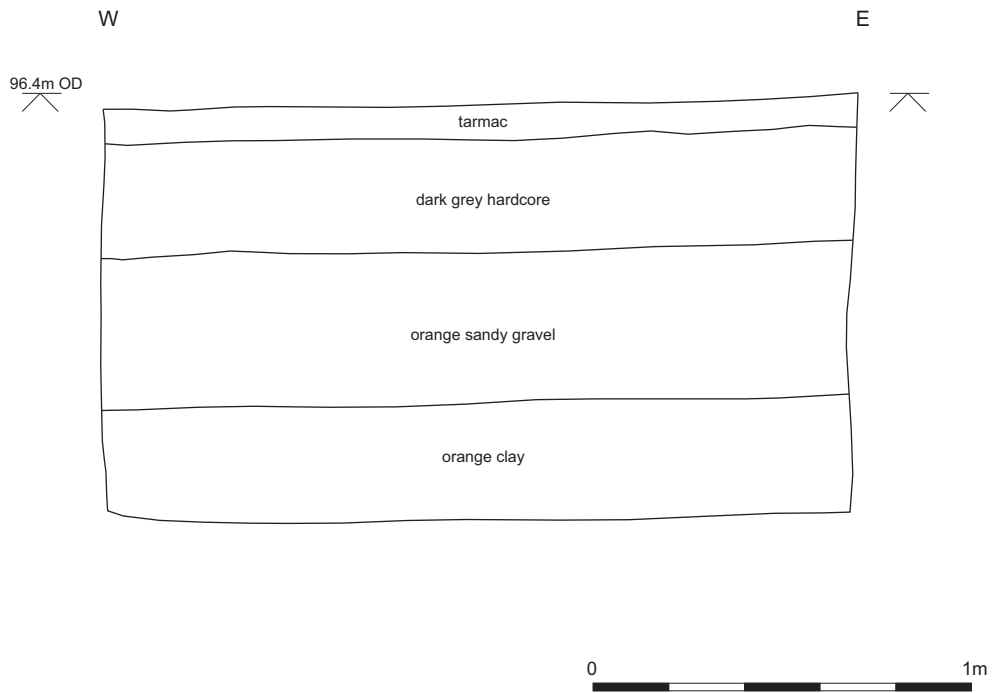 W E
96.4m OD
tarmac
dark grey hardcore
orange sandy gravel
orange clay
0 1m